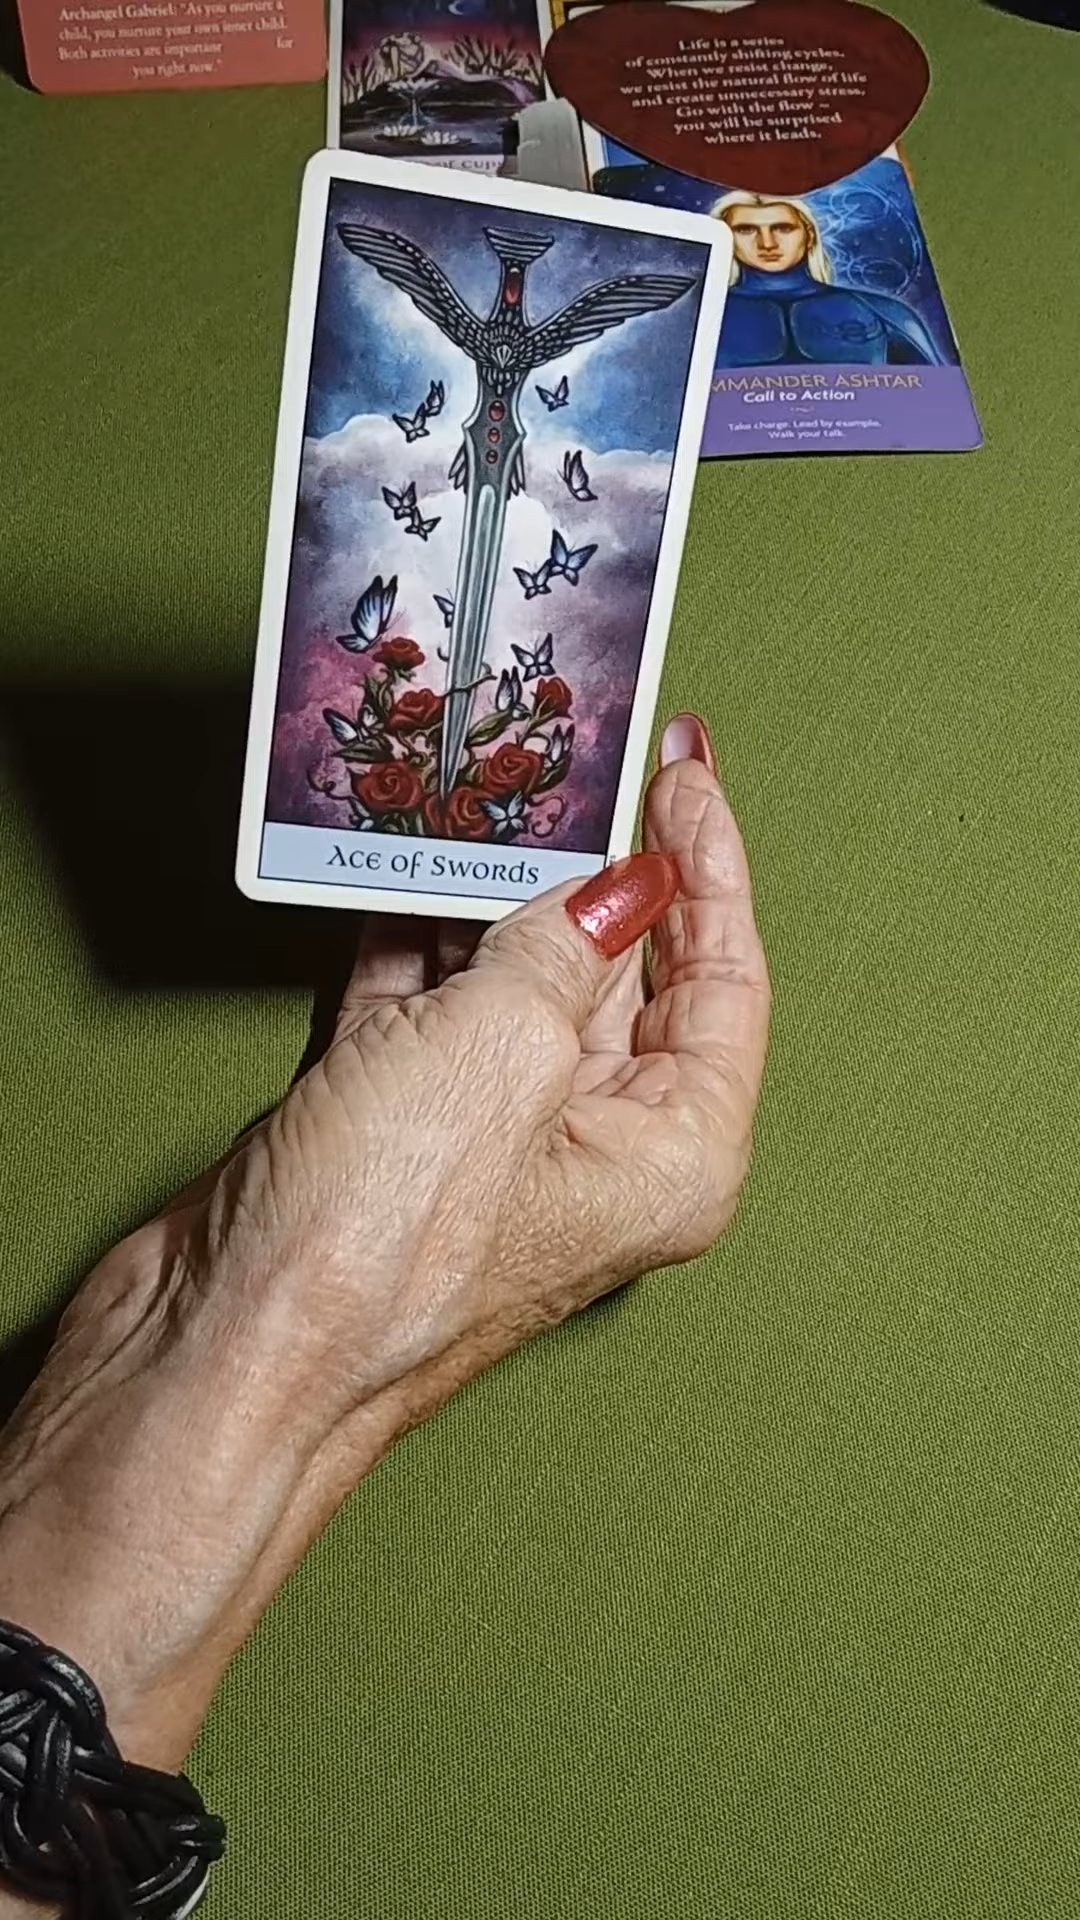 Archangel Gabriel: "As you nurture a
child, you nurture your own inner child.
Both activities are important for
you right now."
Life is a series
of constantly shifting cycles.
When we resist change,
we resist the natural flow of life
and create unnecessary stress.
Go with the flow –
you will be surprised
where it leads.
of Cups
MMANDER ASHTAR
Call to Action
Take charge. Lead by example.
Walk your talk.
Ace of Swords